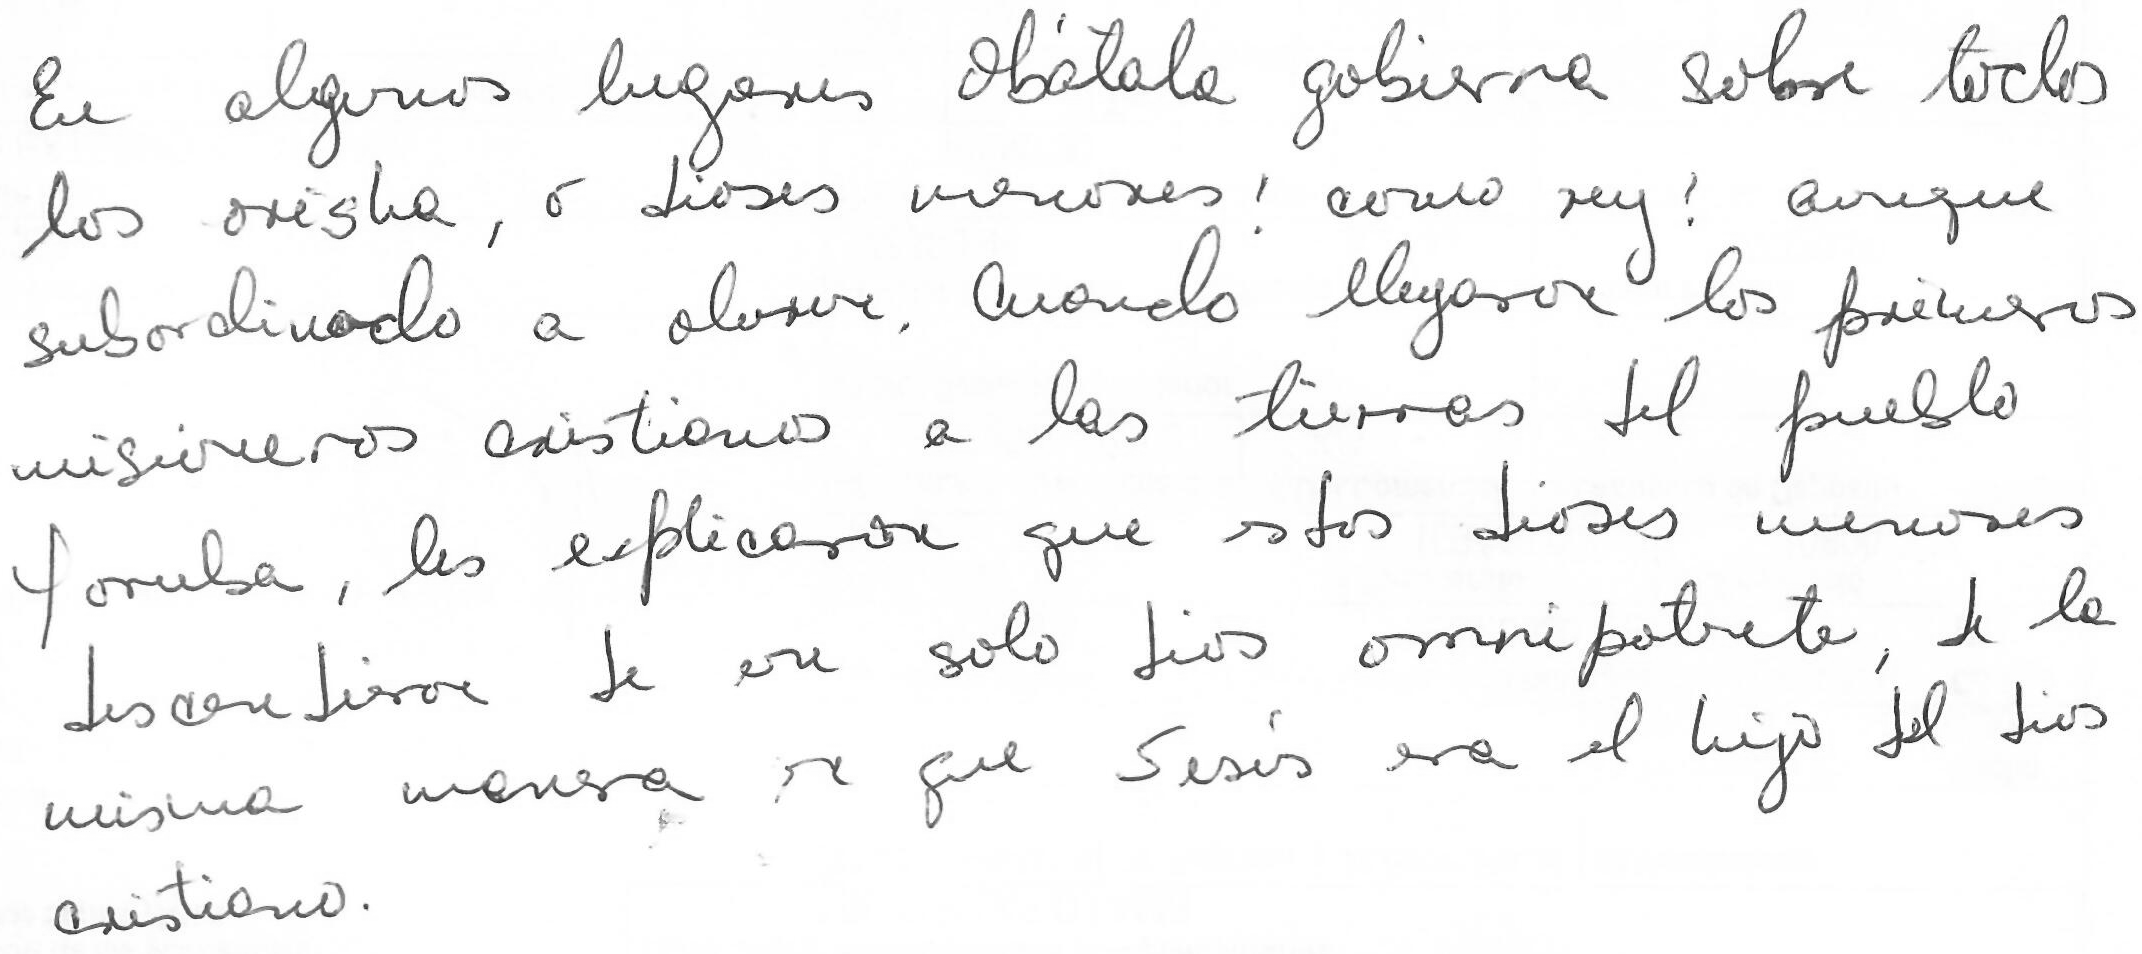 En algunos lugares Obátala gobierna sobre todos
los orisha, o dioses menores! como rey! aunque
subordinado a olorun. Cuando llegaron los primeros
misioneros cristianos a las tierras del pueblo
Yoruba, les explicaron que estos dioses menores
descendieron de un solo dios omnipotente, de la
misma manera en que Jesús era el hijo del dios
cristiano.